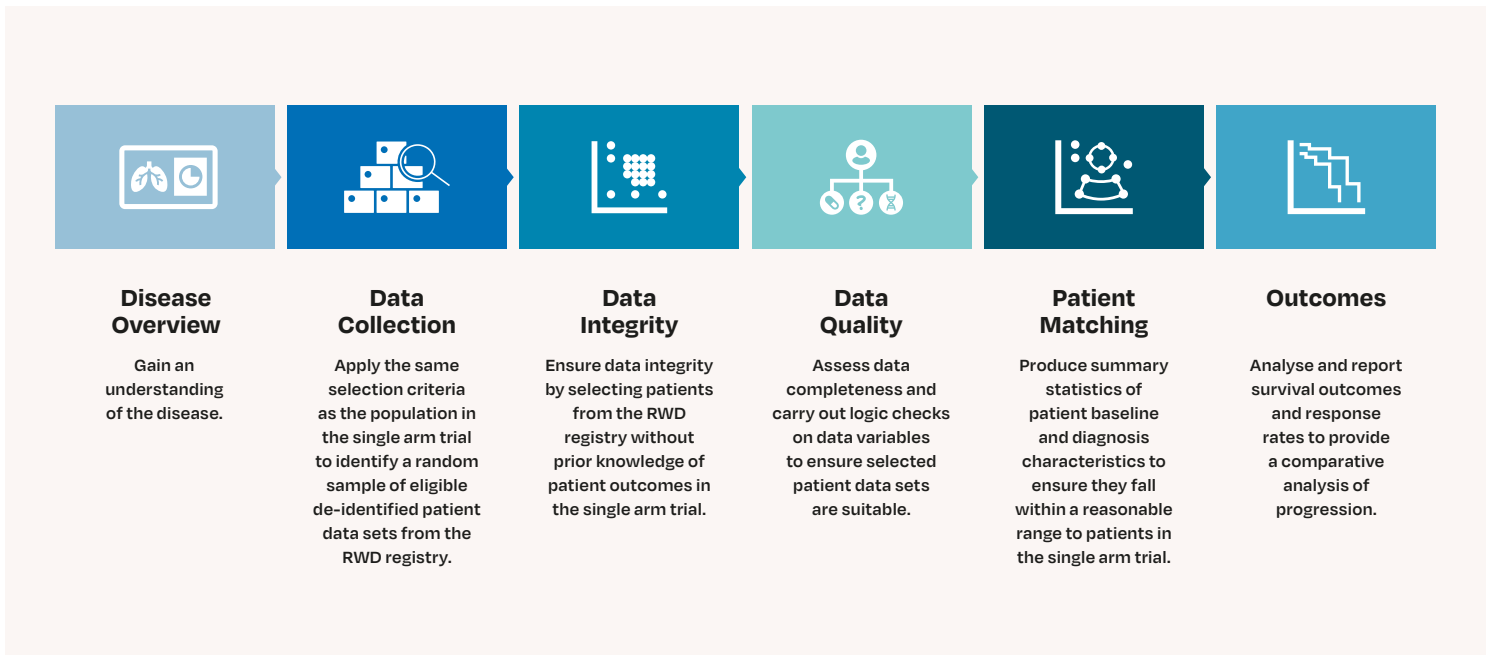 ?
Disease
Overview
Gain an
understanding
of the disease.
Data
Collection
Apply the same
selection criteria
as the population in
the single arm trial
to identify a random
sample of eligible
de-identified patient
data sets from the
RWD registry.
Data
Integrity
Ensure data integrity
by selecting patients
from the RWD
registry without
prior knowledge of
patient outcomes in
the single arm trial.
Data
Quality
Assess data
completeness and
carry out logic checks
on data variables
to ensure selected
patient data sets
are suitable.
Patient
Matching
Produce summary
statistics of
patient baseline
and diagnosis
characteristics to
ensure they fall
within a reasonable
range to patients in
the single arm trial.
Outcomes
Analyse and report
survival outcomes
and response
rates to provide
a comparative
analysis of
progression.